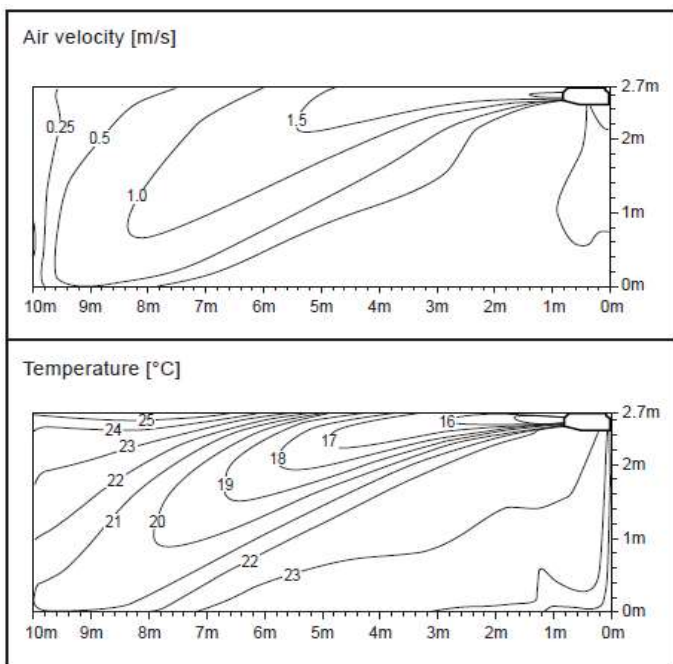 Air velocity [m/s]
2.7m
0.25
0.5
1.5
2m
1.0
1m
0m
10m 9m 8m 7m 6m 5m 4m 3m 2m 1m 0m
Temperature [°C]
2.7m
25
16
24
17
23
18
2m
22
19
21
20
1m
22
23
0m
10m 9m 8m 7m 6m 5m 4m 3m 2m 1m 0m